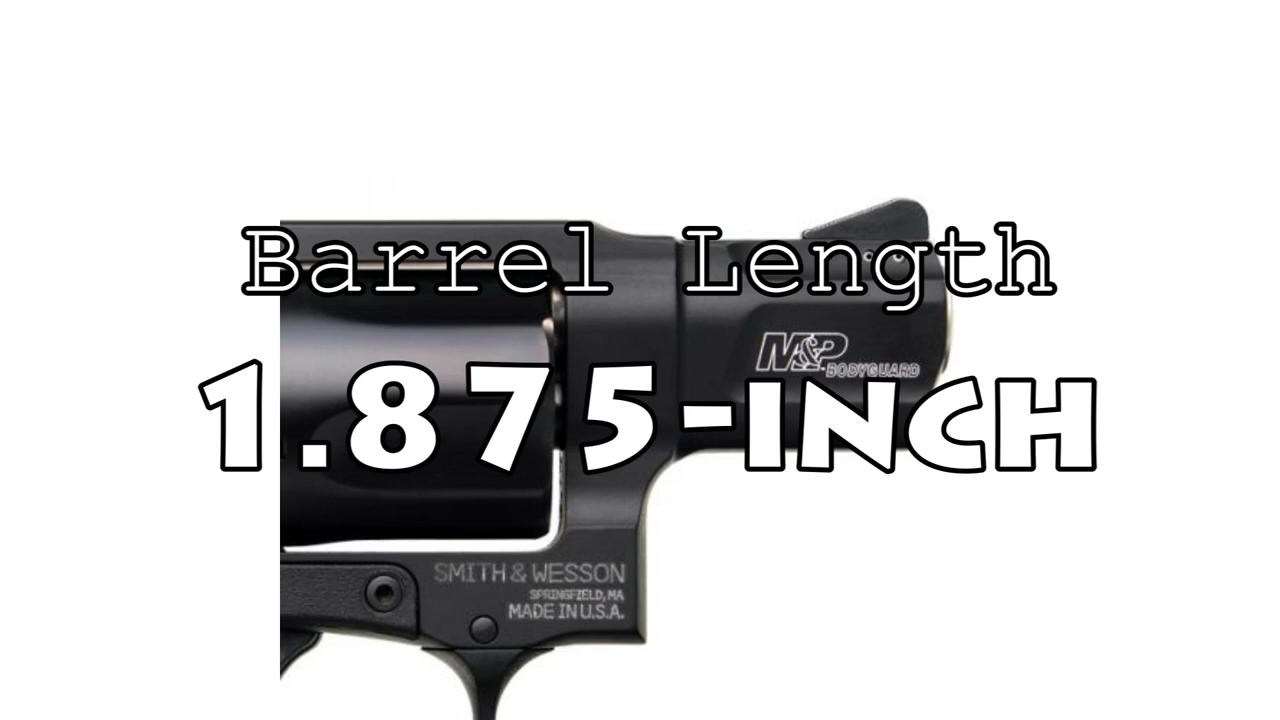 Barrel Length
M&P
BODYGUARD
1.875-INCH
SMITH & WESSON
SPRINGFIELD, MA
MADE IN U.S.A.